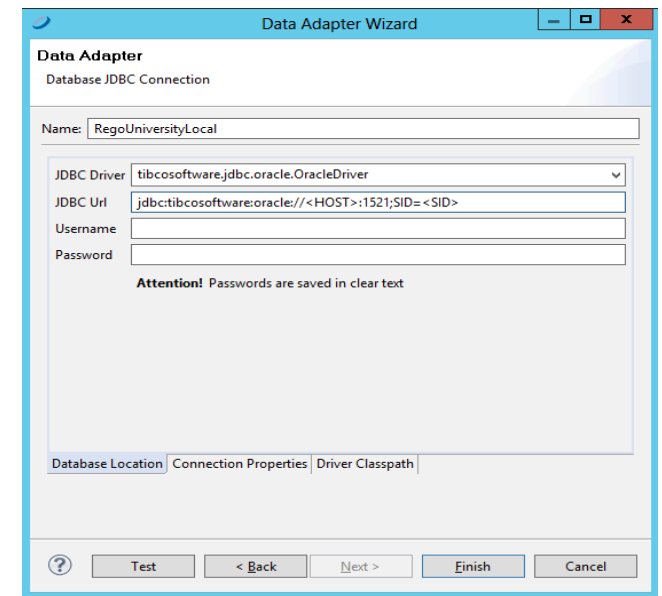 Data Adapter Wizard
Data Adapter
Database JDBC Connection
Name: RegoUniversityLocal
JDBC Driver tibcosoftware.jdbc.oracle.OracleDriver
JDBC Url jdbc:tibcosoftware:oracle://<HOST>:1521;SID=<SID>
Username
Password
Attention! Passwords are saved in clear text
Database Location Connection Properties Driver Classpath
? Test < Back Next > Finish Cancel